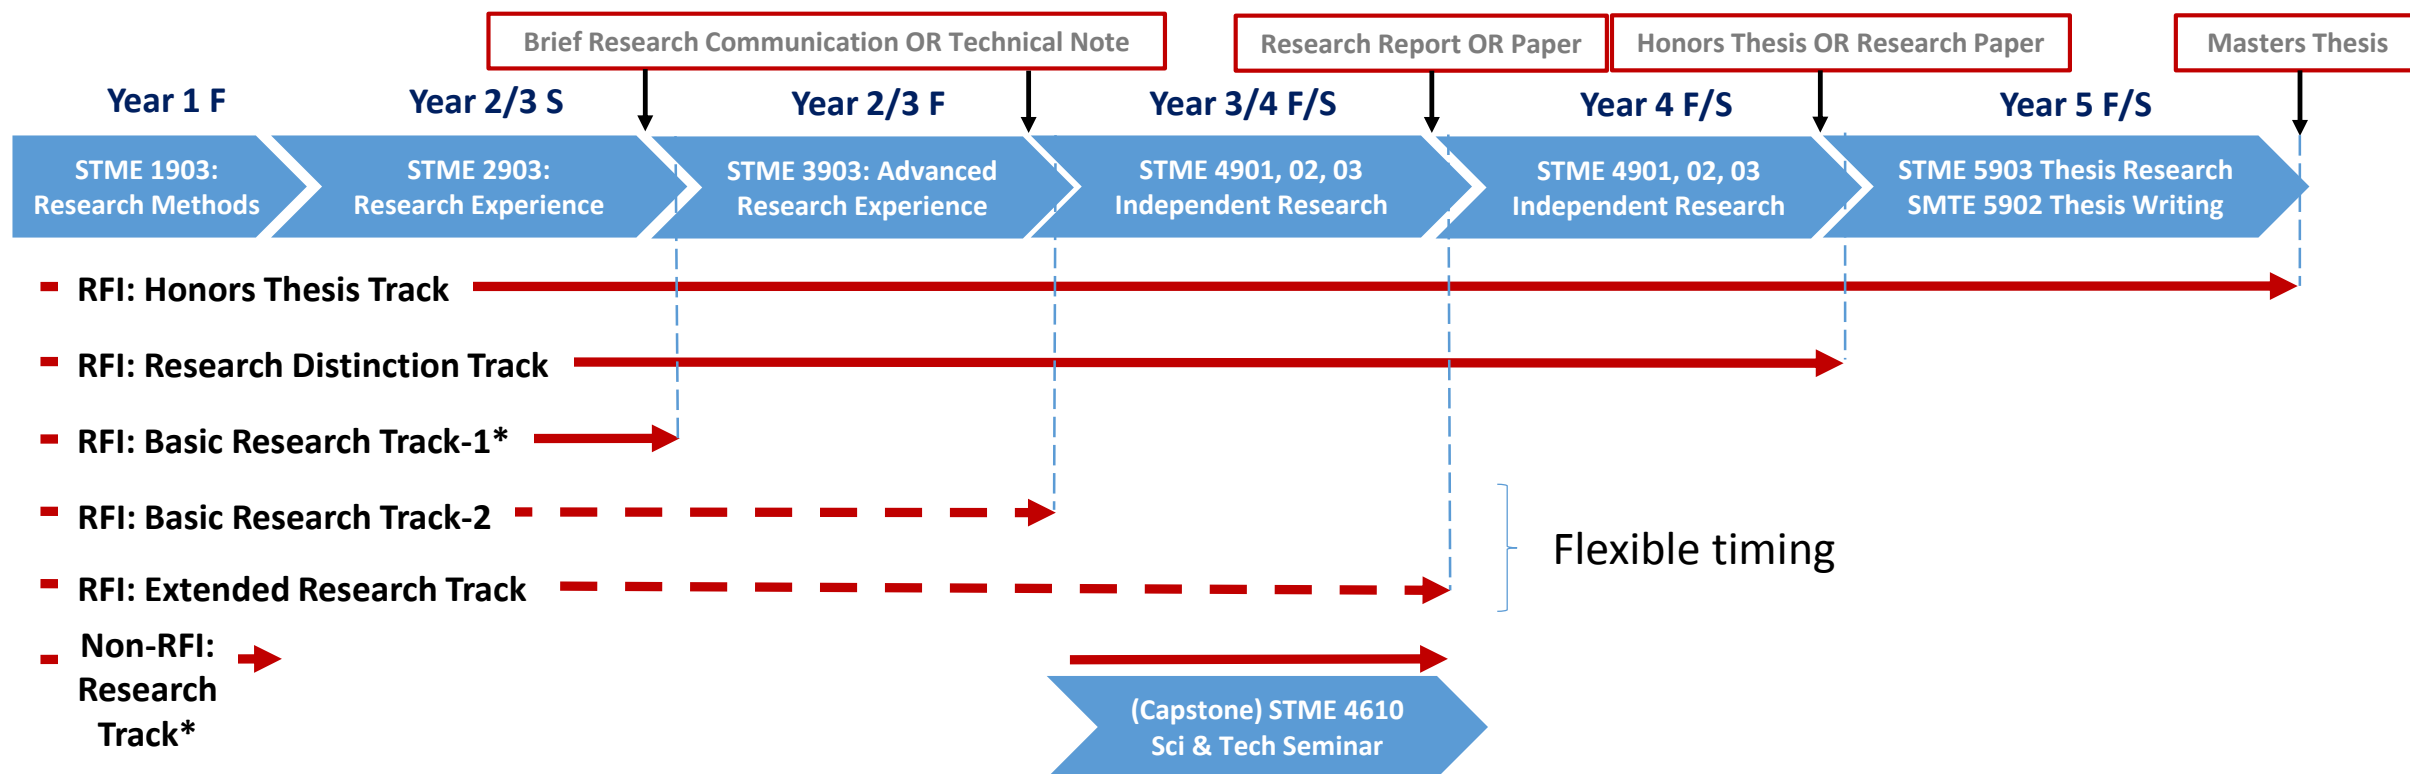 Brief Research Communication OR Technical Note
Research Report OR Paper
Honors Thesis OR Research Paper
Masters Thesis
Year 1 F
Year 2/3 S
Year 2/3 F
Year 3/4 F/S
Year 4 F/S
Year 5 F/S
STME 1903:
Research Methods
STME 2903:
Research Experience
STME 3903: Advanced
Research Experience
STME 4901, 02, 03
Independent Research
STME 4901, 02, 03
Independent Research
STME 5903 Thesis Research
SMTE 5902 Thesis Writing
RFI: Honors Thesis Track
RFI: Research Distinction Track
RFI: Basic Research Track-1*
RFI: Basic Research Track-2
Flexible timing
RFI: Extended Research Track
Non-RFI:
Research
Track*
(Capstone) STME 4610
Sci & Tech Seminar